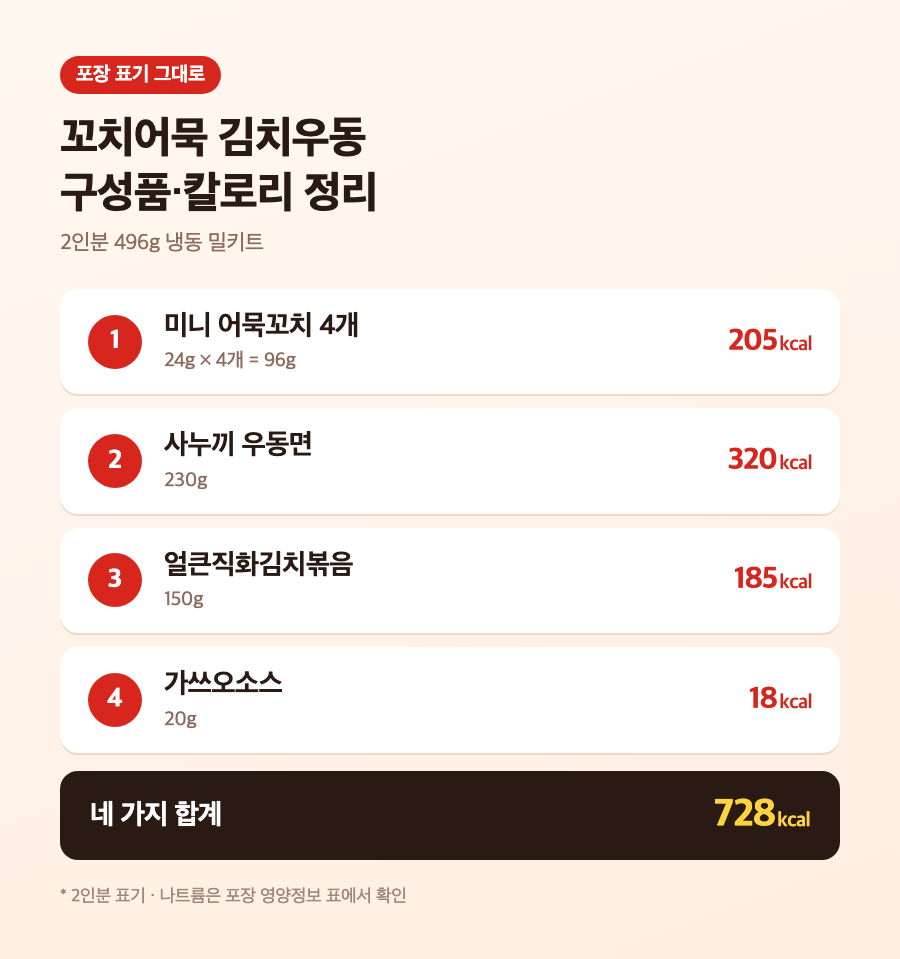 포장 표기 그대로
꼬치어묵 김치우동
구성품·칼로리 정리
2인분 496g 냉동 밀키트
1
미니 어묵꼬치 4개
24g × 4개 = 96g
205kcal
2
사누끼 우동면
230g
320kcal
3
얼큰직화김치볶음
150g
185kcal
4
가쓰오소스
20g
18kcal
네 가지 합계
728kcal
* 2인분 표기 · 나트륨은 포장 영양정보 표에서 확인